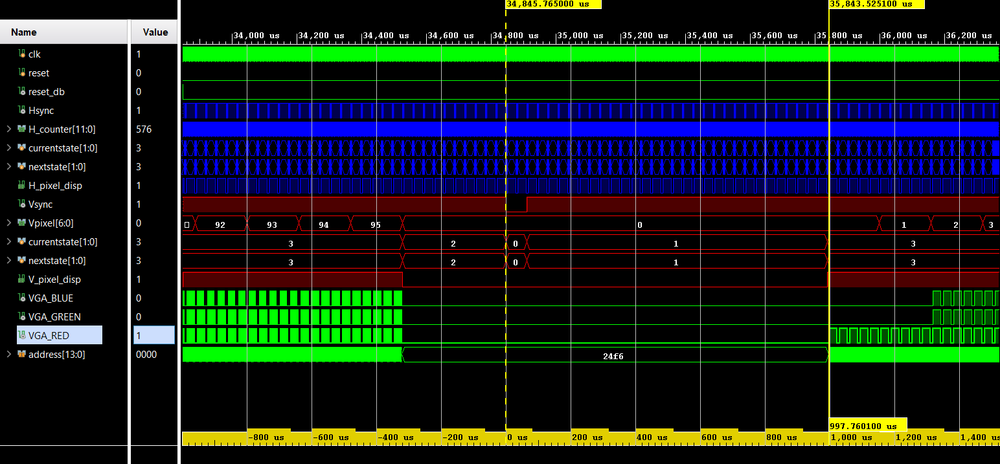 34,845.765000 us 35,843.525100 us
Name Value
34,000 us 34,200 us 34,400 us 34,600 us 34,800 us 35,000 us 35,200 us 35,400 us 35,600 us 35,800 us 36,000 us 36,200 us
clk 1
reset 0
reset_db 0
Hsync 1
H_counter[11:0] 576
currentstate[1:0] 3
nextstate[1:0] 3
H_pixel_disp 1
Vsync 1
Vpixel[6:0] 0 92 93 94 95 0 1 2 3
currentstate[1:0] 3 3 2 0 1 3
nextstate[1:0] 3 3 2 0 1 3
V_pixel_disp 1
VGA_BLUE 0
VGA_GREEN 0
VGA_RED 1
address[13:0] 0000 24f6
997.760100 us
-800 us -600 us -400 us -200 us 0 us 200 us 400 us 600 us 800 us 1,000 us 1,200 us 1,400 us